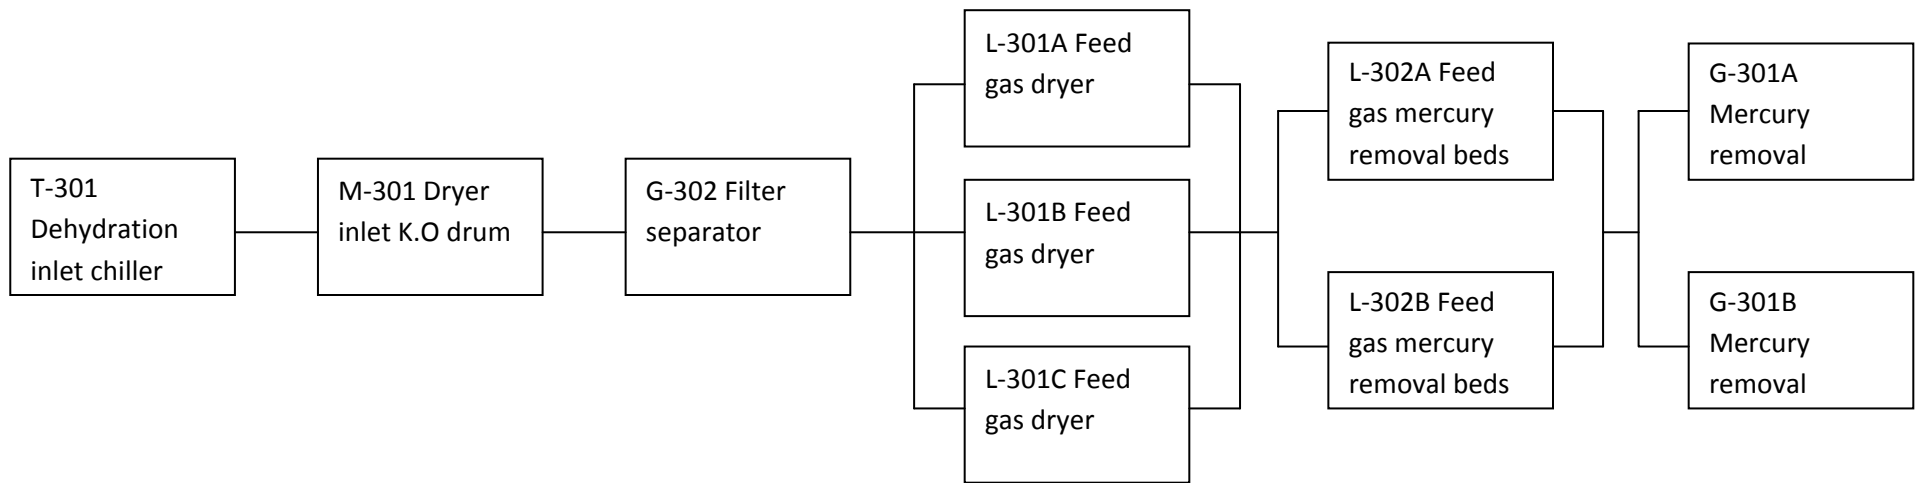 T-301
Dehydration
inlet chiller
M-301 Dryer
inlet K.O drum
G-302 Filter
separator
L-301A Feed
gas dryer
L-301B Feed
gas dryer
L-301C Feed
gas dryer
L-302A Feed
gas mercury
removal beds
L-302B Feed
gas mercury
removal beds
G-301A
Mercury
removal
G-301B
Mercury
removal